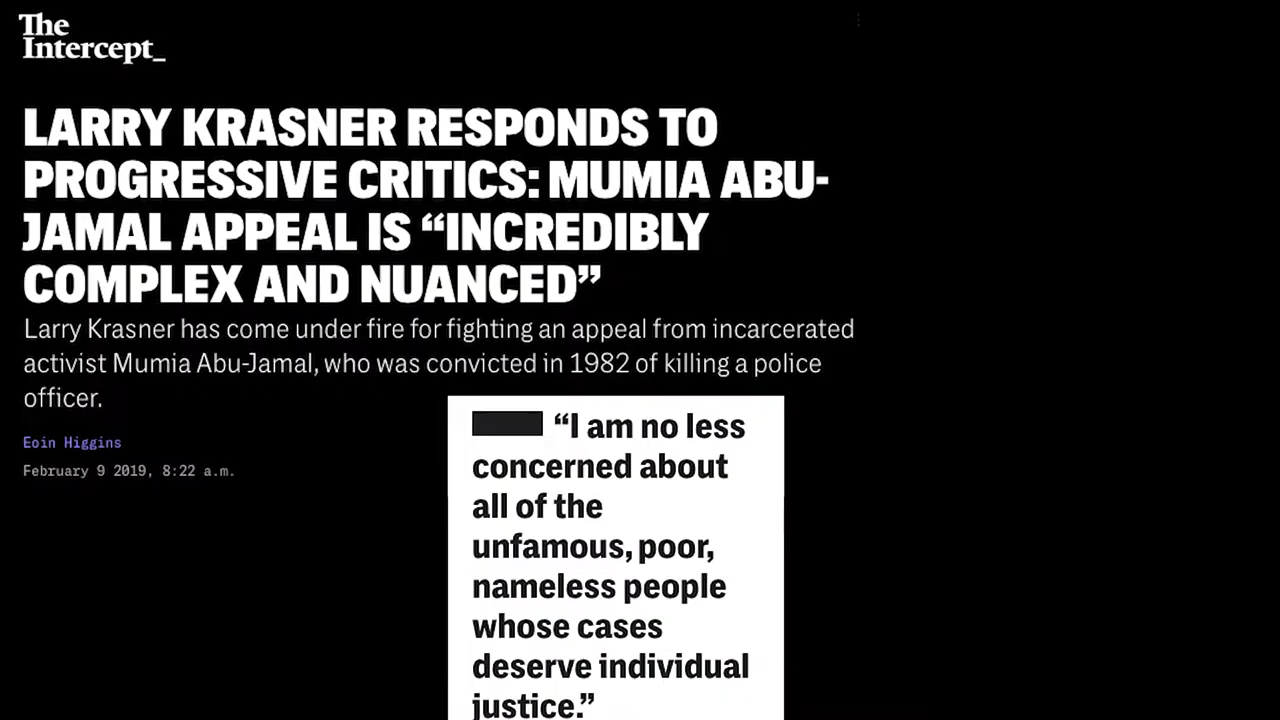 The
Intercept_
LARRY KRASNER RESPONDS TO
PROGRESSIVE CRITICS: MUMIA ABU-
JAMAL APPEAL IS “INCREDIBLY
COMPLEX AND NUANCED”
Larry Krasner has come under fire for fighting an appeal from incarcerated
activist Mumia Abu-Jamal, who was convicted in 1982 of killing a police
officer.
Eoin Higgins
February 9 2019, 8:22 a.m.
“I am no less
concerned about
all of the
unfamous, poor,
nameless people
whose cases
deserve individual
justice.”